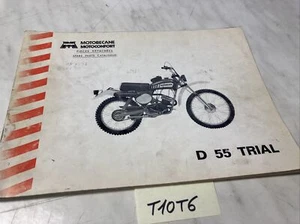 MOTOBECANE
MOTOCONFORT
PIECES DETACHEES
SPARE PARTS CATALOGUE
D 55 TRIAL
T10T6